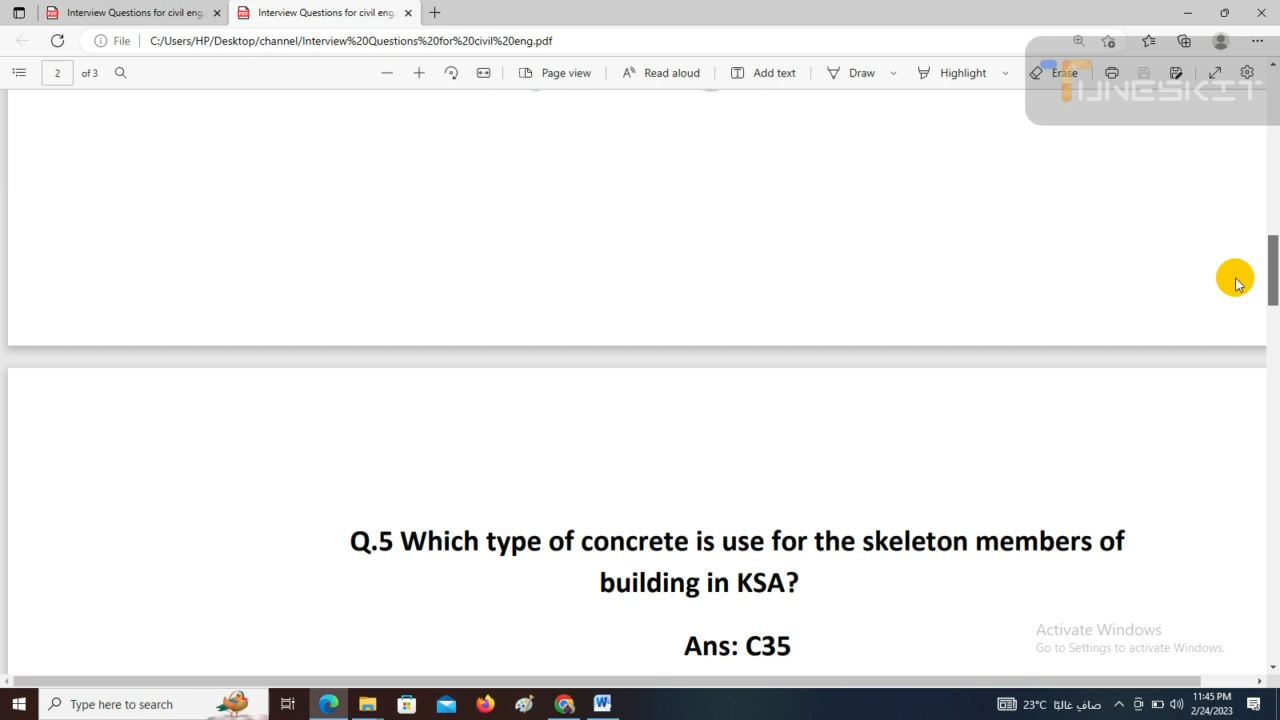 Interview Questions for civil eng
Interview Questions for civil eng
File
C:/Users/HP/Desktop/channel/Interview%20Questions%20for%20civil%20eng.pdf
2
of 3
Page view
Read aloud
Add text
Draw
Highlight
Erase
TUNESKIT
Q.5 Which type of concrete is use for the skeleton members of
building in KSA?
Ans: C35
Activate Windows
Go to Settings to activate Windows.
Type here to search
23°C صافي غالبًا
11:45 PM
2/24/2023